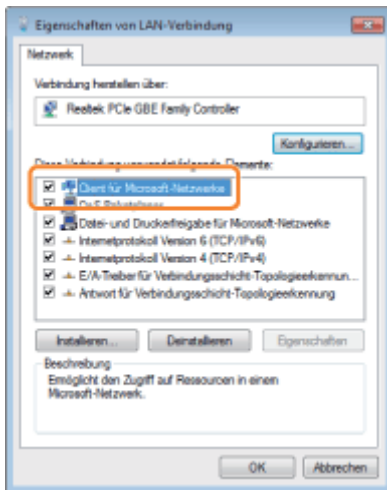 Eigenschaften von LAN-Verbindung
Netzwerk
Verbindung herstellen über:
Realtek PCIe GBE Family Controller
Konfigurieren...
Diese Verbindung verwendet folgende Elemente:
Client für Microsoft-Netzwerke
QoS-Paketplaner
Datei- und Druckerfreigabe für Microsoft-Netzwerke
Internetprotokoll Version 6 (TCP/IPv6)
Internetprotokoll Version 4 (TCP/IPv4)
E/A-Treiber für Verbindungsschicht-Topologieerkennun...
Antwort für Verbindungsschicht-Topologieerkennung
Installieren...
Deinstallieren
Eigenschaften
Beschreibung
Ermöglicht den Zugriff auf Ressourcen in einem
Microsoft-Netzwerk.
OK
Abbrechen